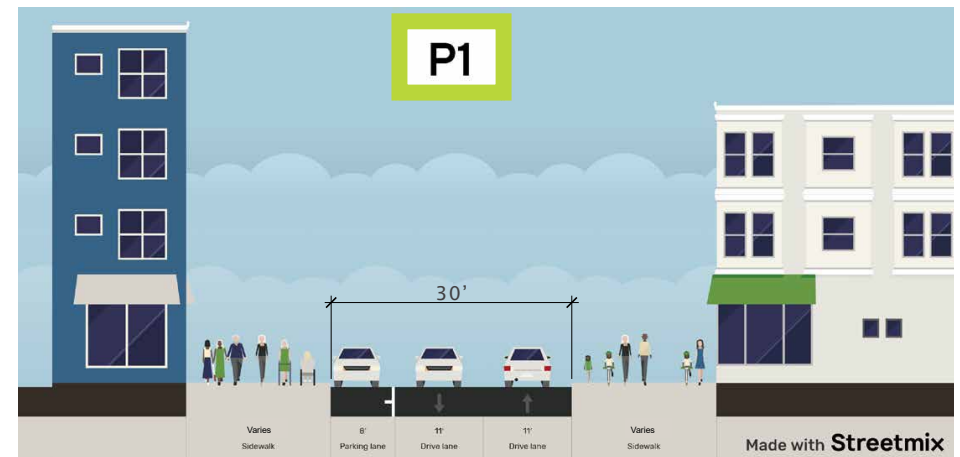 P1
30’
Varies
Sidewalk
8’
Parking lane
11’
Drive lane
11’
Drive lane
Varies
Sidewalk
Made with Streetmix